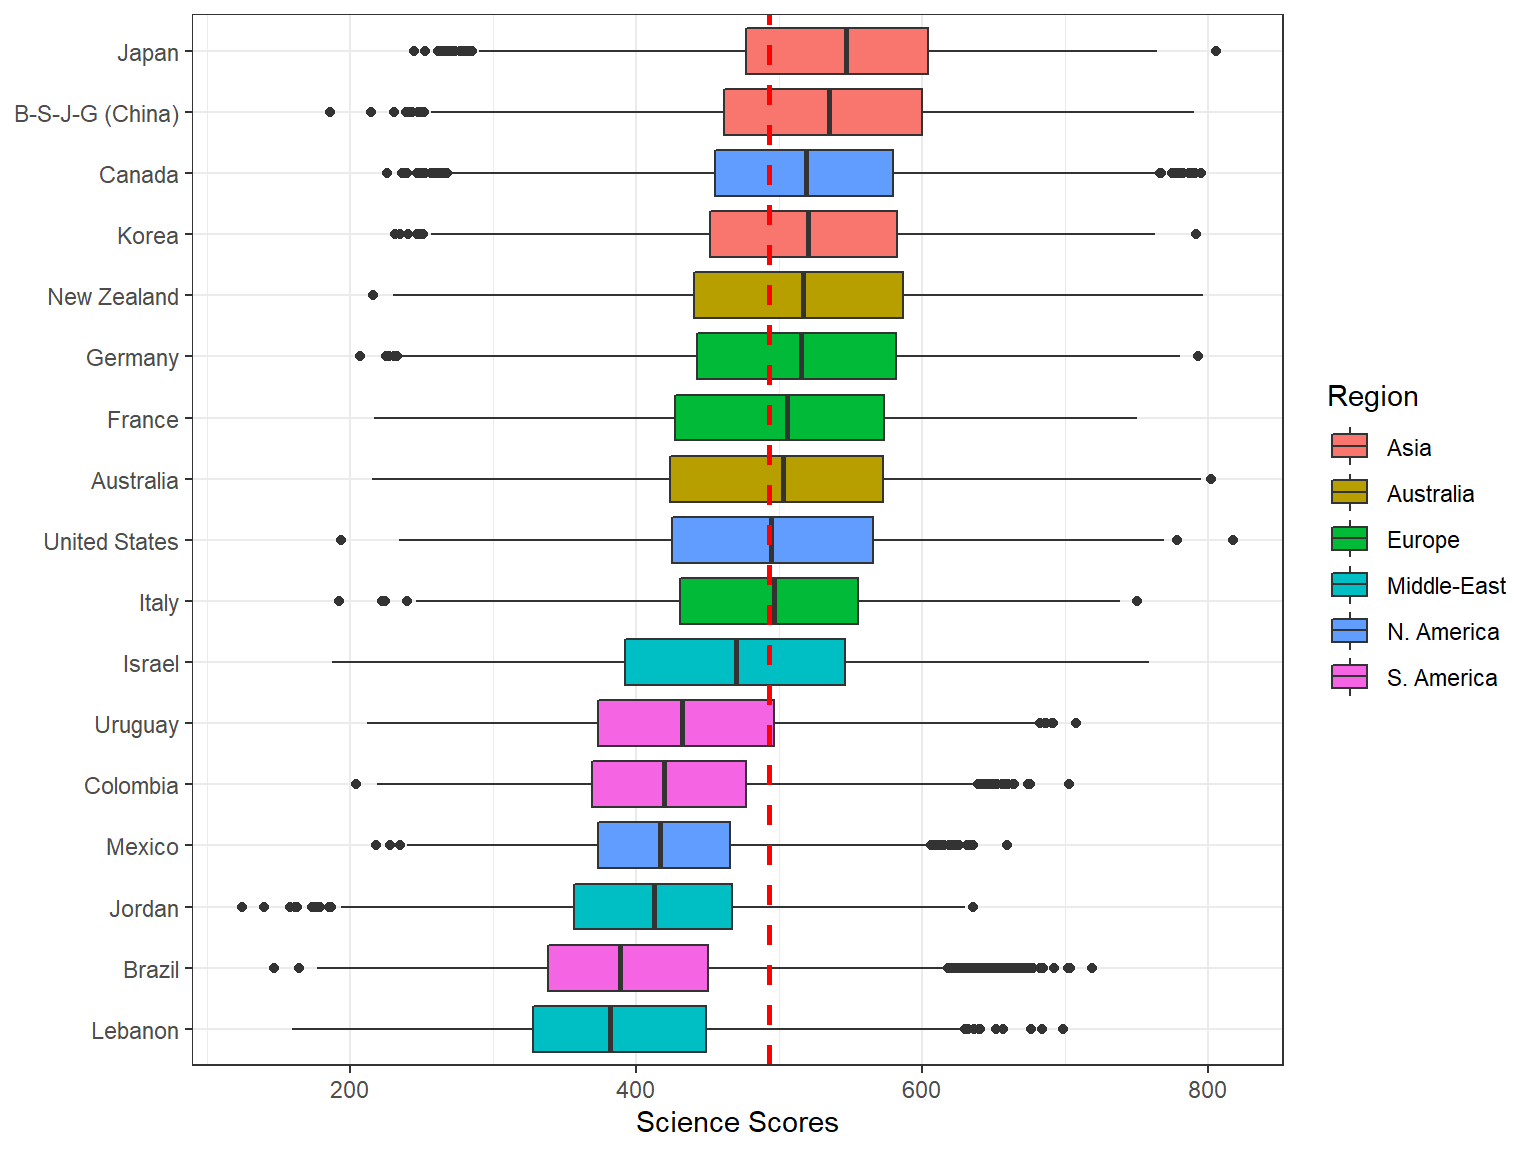 Japan
B-S-J-G (China)
Canada
Korea
New Zealand
Germany
France
Australia
United States
Italy
Israel
Uruguay
Colombia
Mexico
Jordan
Brazil
Lebanon
200 400 600 800
Science Scores
Region
Asia
Australia
Europe
Middle-East
N. America
S. America